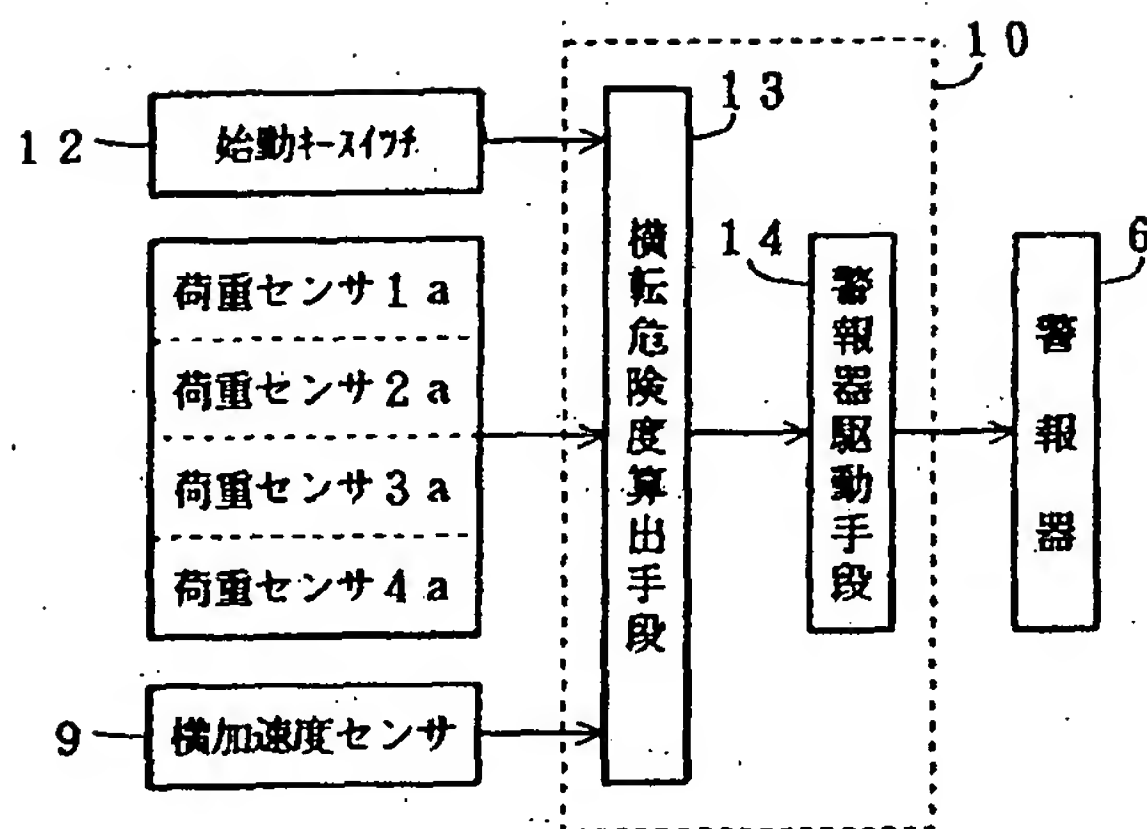 10
13
12
始動キースイッチ
横転危険度算出手段
14
6
荷重センサ1a
警報器駆動手段
警報器
荷重センサ2a
荷重センサ3a
荷重センサ4a
9
横加速度センサ